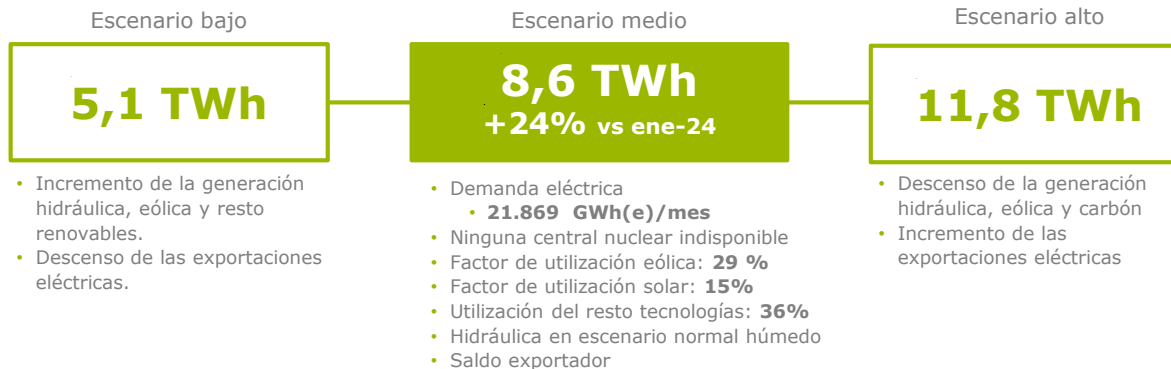 Escenario bajo
5,1 TWh
• Incremento de la generación
hidráulica, eólica y resto
renovables.
• Descenso de las exportaciones
eléctricas.
Escenario medio
8,6 TWh
+24% vs ene-24
• Demanda eléctrica
• 21.869 GWh(e)/mes
• Ninguna central nuclear indisponible
• Factor de utilización eólica: 29 %
• Factor de utilización solar: 15%
• Utilización del resto tecnologías: 36%
• Hidráulica en escenario normal húmedo
• Saldo exportador
Escenario alto
11,8 TWh
• Descenso de la generación
hidráulica, eólica y carbón
• Incremento de las
exportaciones eléctricas